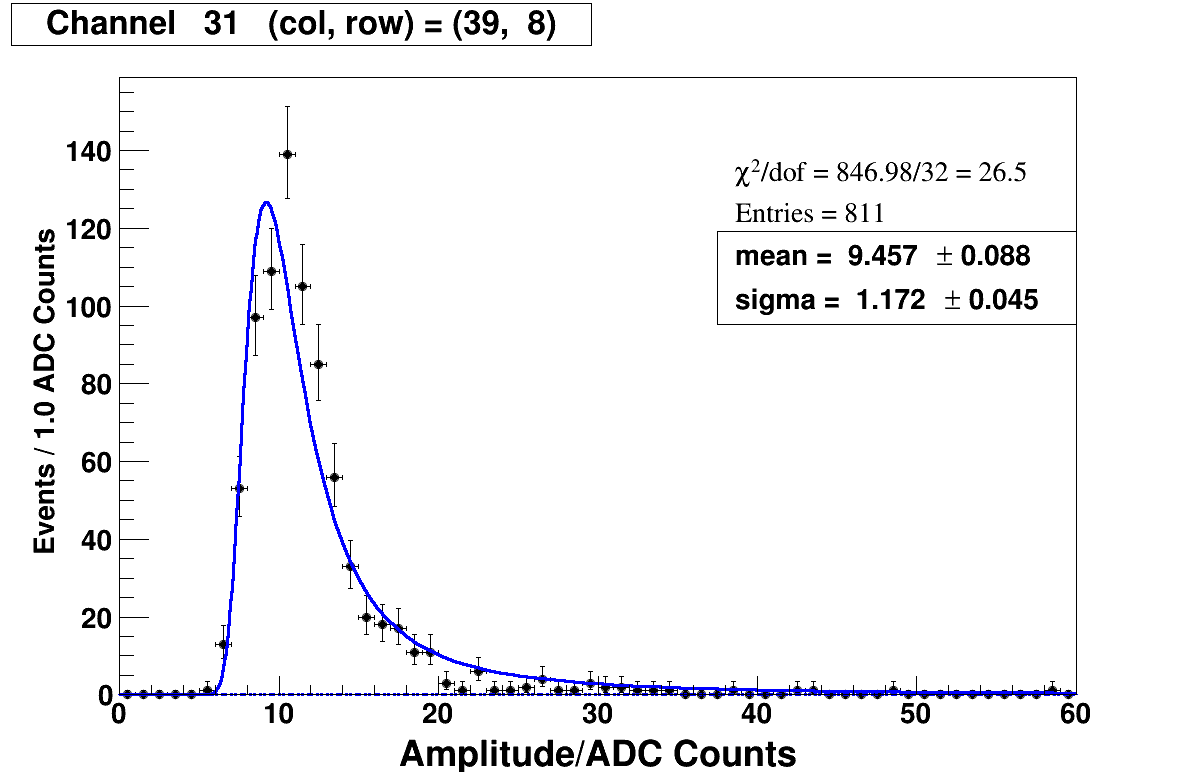 Channel 31 (col, row) = (39, 8)
χ²/dof = 846.98/32 = 26.5
Entries = 811
mean = 9.457 ± 0.088
sigma = 1.172 ± 0.045
Events / 1.0 ADC Counts
140
120
100
80
60
40
20
0
0 10 20 30 40 50 60
Amplitude/ADC Counts